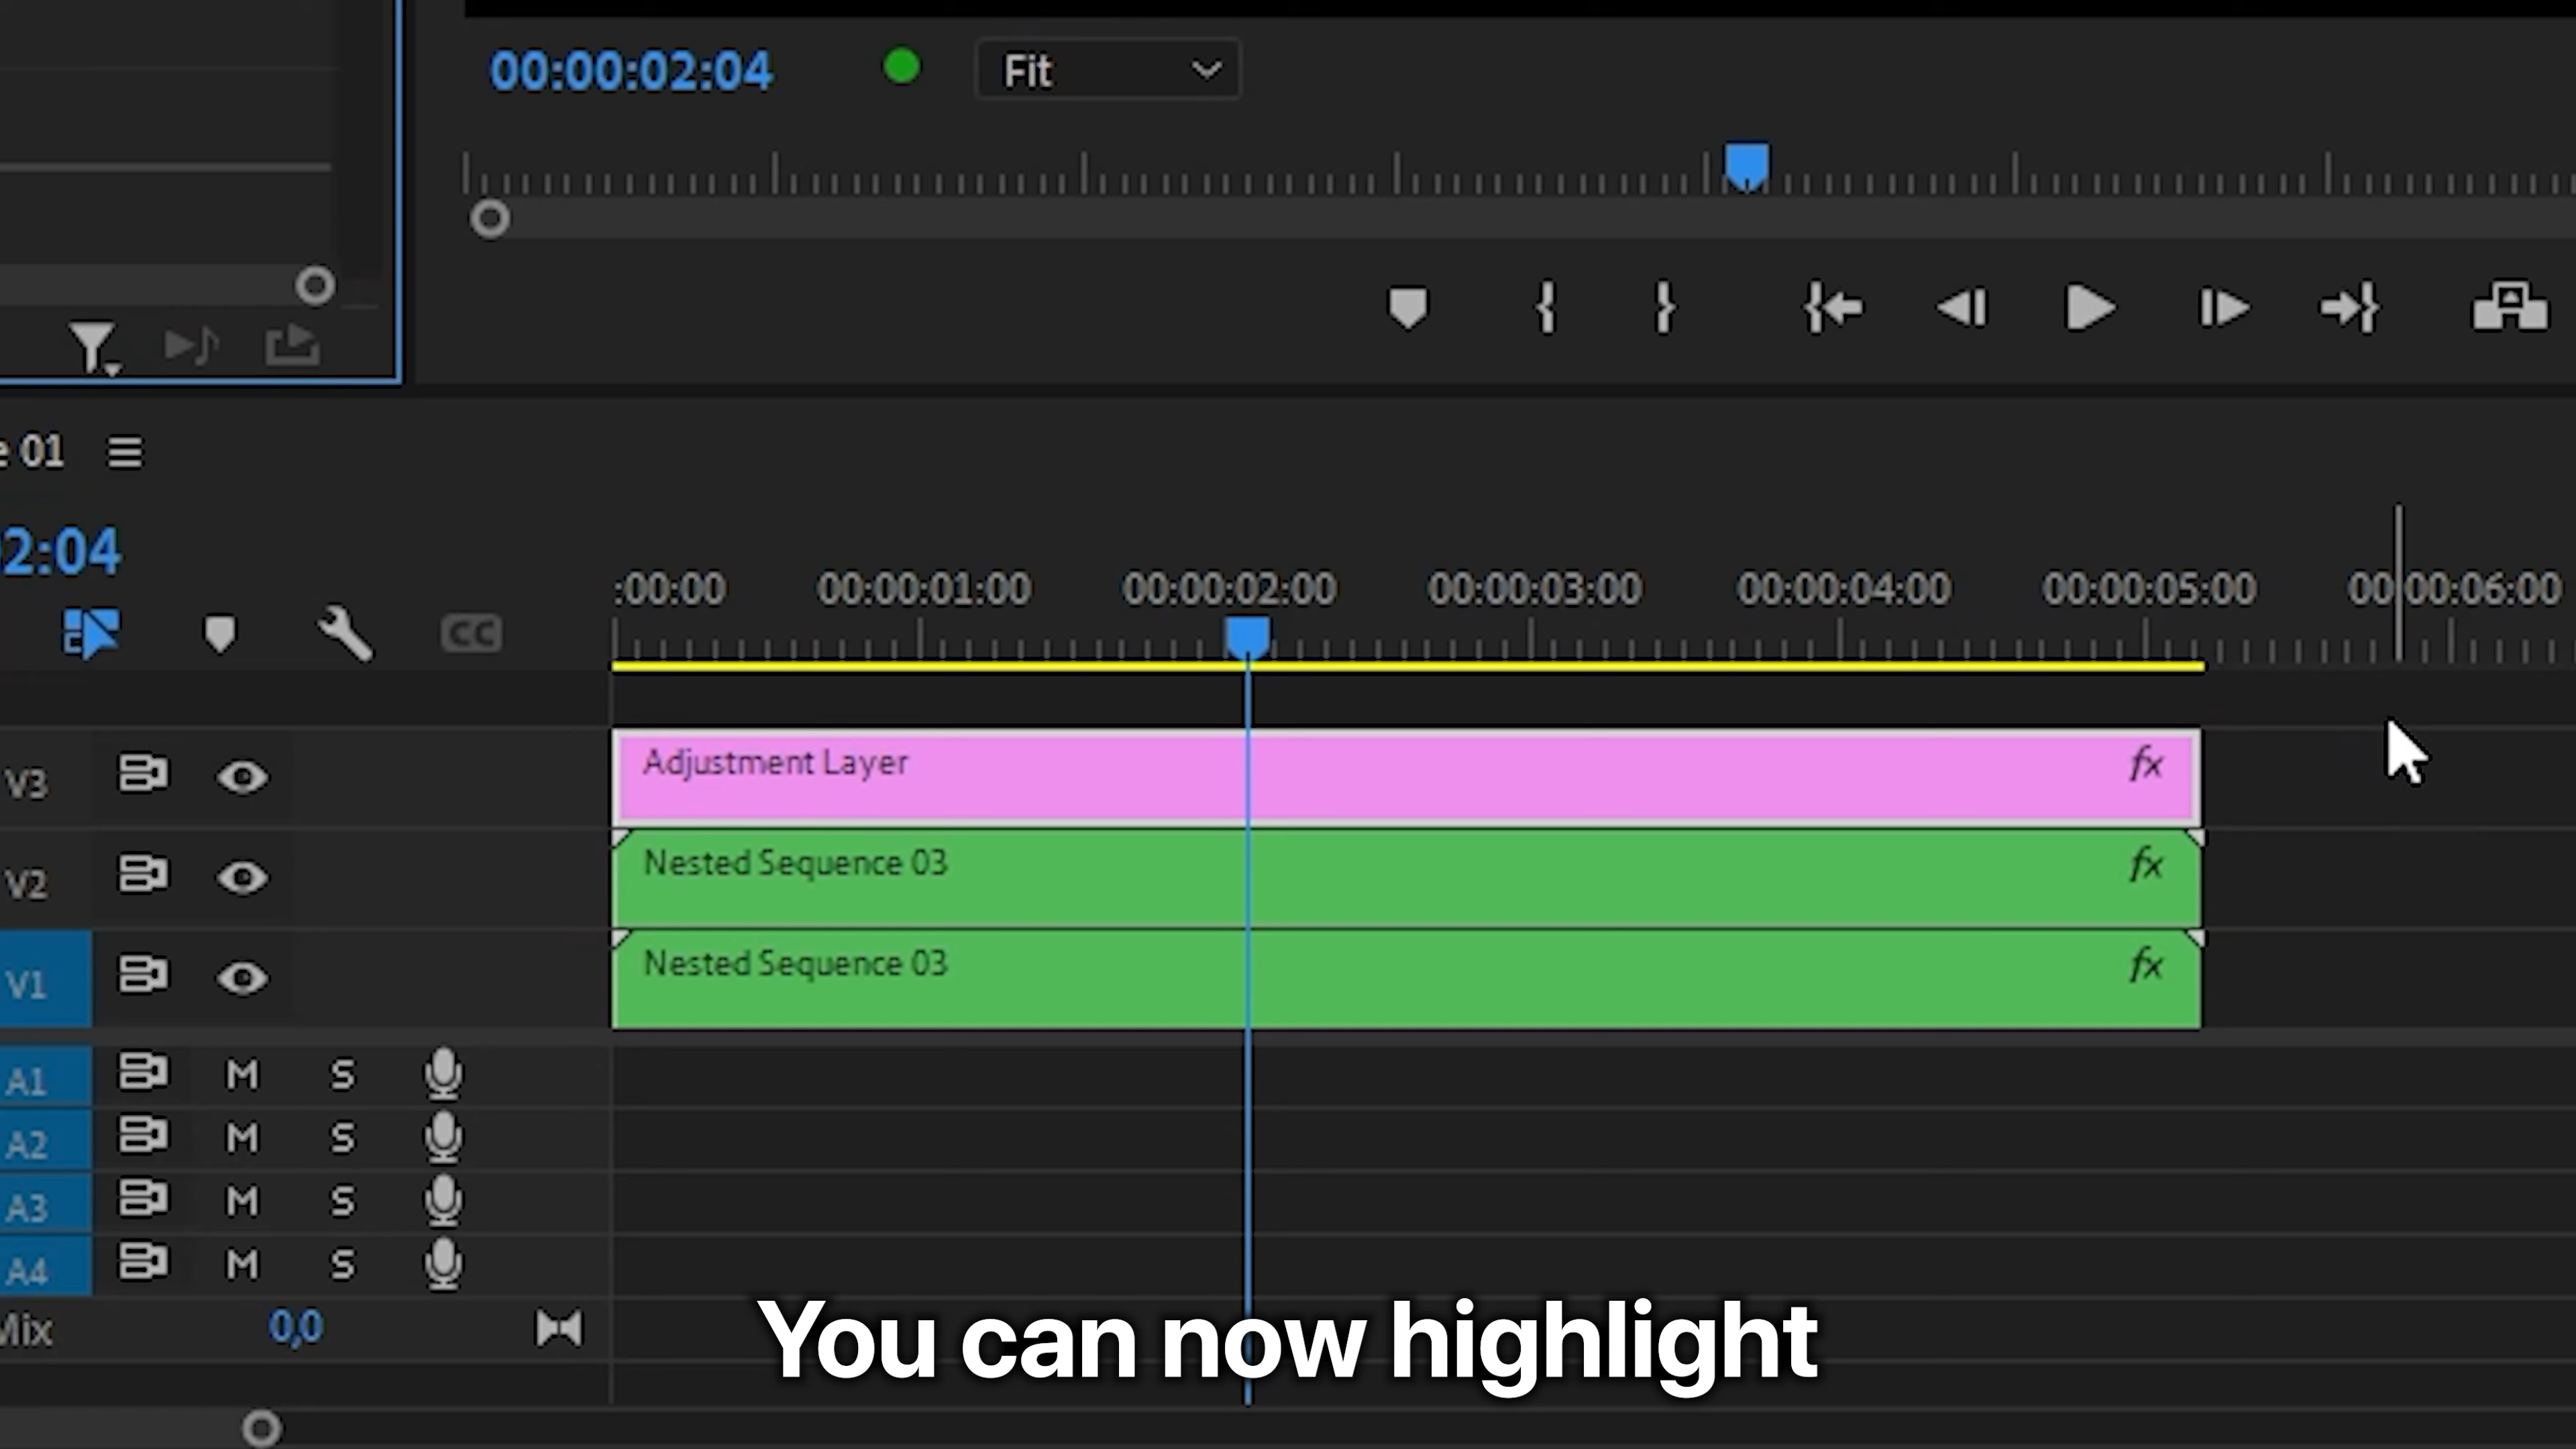 00:00:02:04
Fit
e 01
02:04
:00:00
00:00:01:00
00:00:02:00
00:00:03:00
00:00:04:00
00:00:05:00
00:00:06:00
CC
V3
Adjustment Layer
fx
V2
Nested Sequence 03
fx
V1
Nested Sequence 03
fx
A1 M S
A2 M S
A3 M S
A4 M S
Mix 0,0
You can now highlight